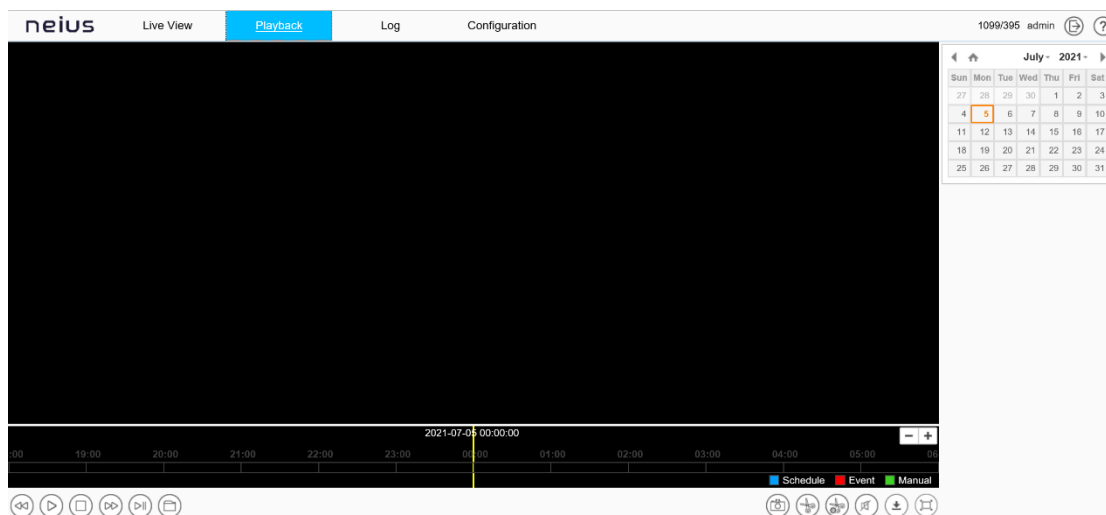 neius Live View Playback Log Configuration 1099/395 admin ?
July 2021
Sun Mon Tue Wed Thu Fri Sat
27 28 29 30 1 2 3
4 5 6 7 8 9 10
11 12 13 14 15 16 17
18 19 20 21 22 23 24
25 26 27 28 29 30 31
2021-07-05 00:00:00 - +
:00 19:00 20:00 21:00 22:00 23:00 00:00 01:00 02:00 03:00 04:00 05:00 06
Schedule Event Manual